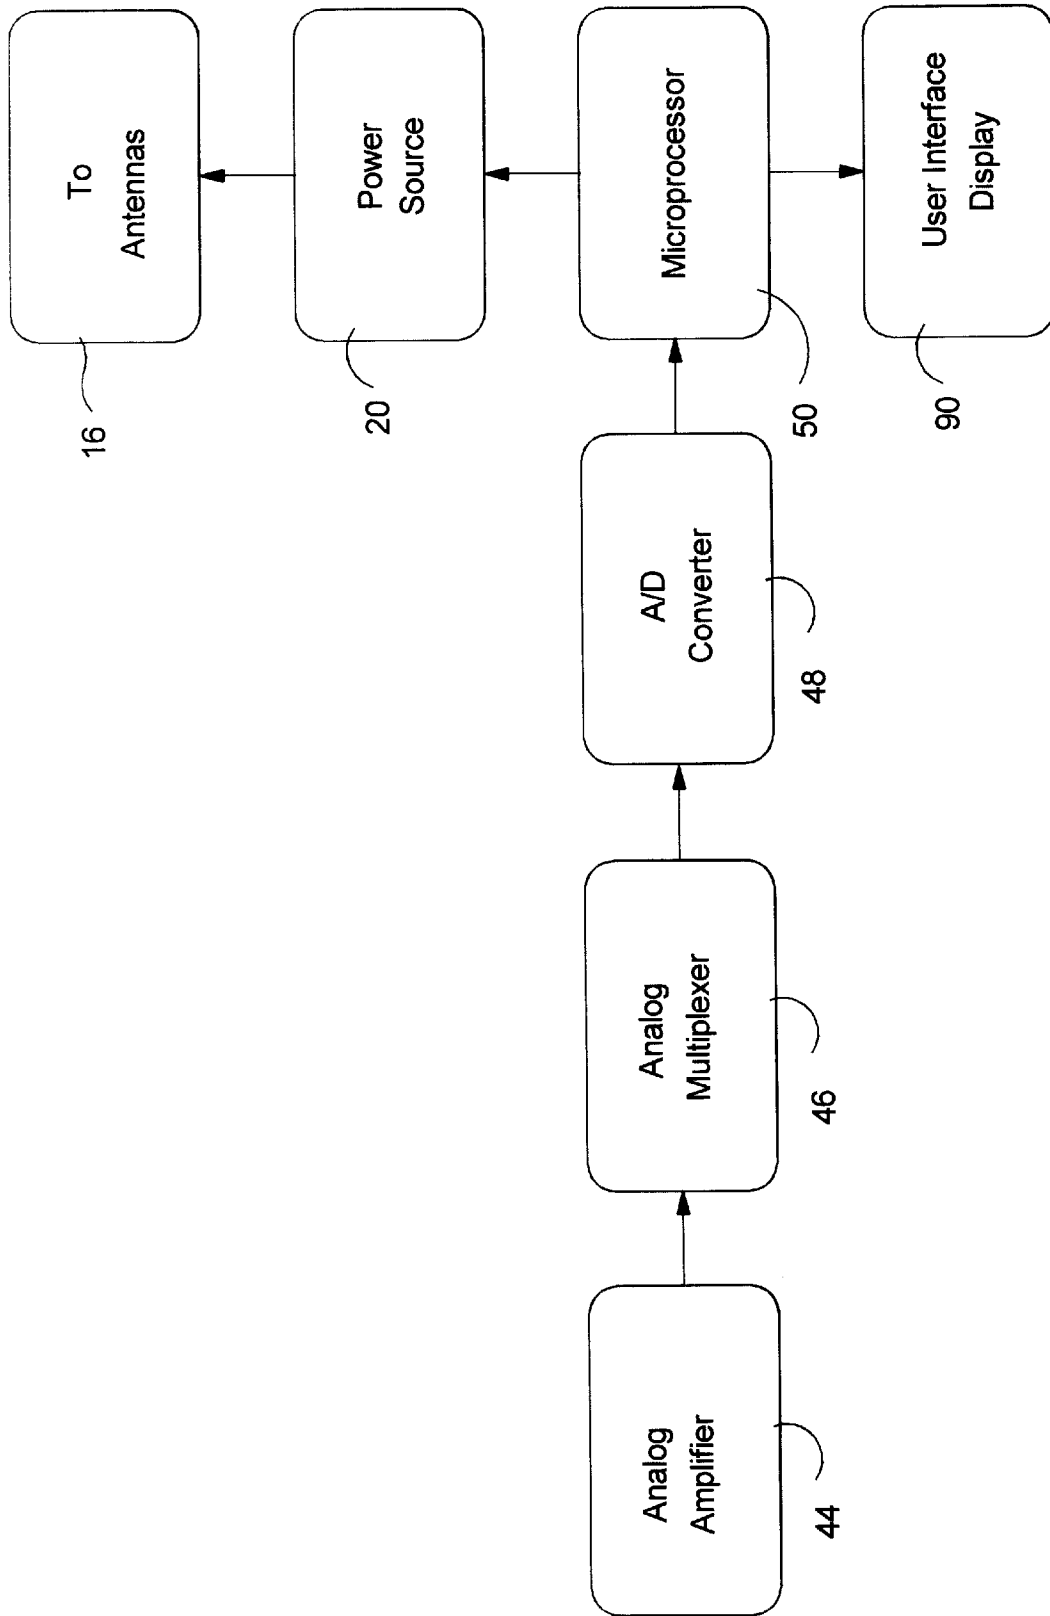 To
Antennas
16
Power
Source
20
Analog
Amplifier
44
Analog
Multiplexer
46
A/D
Converter
48
Microprocessor
50
User Interface
Display
90